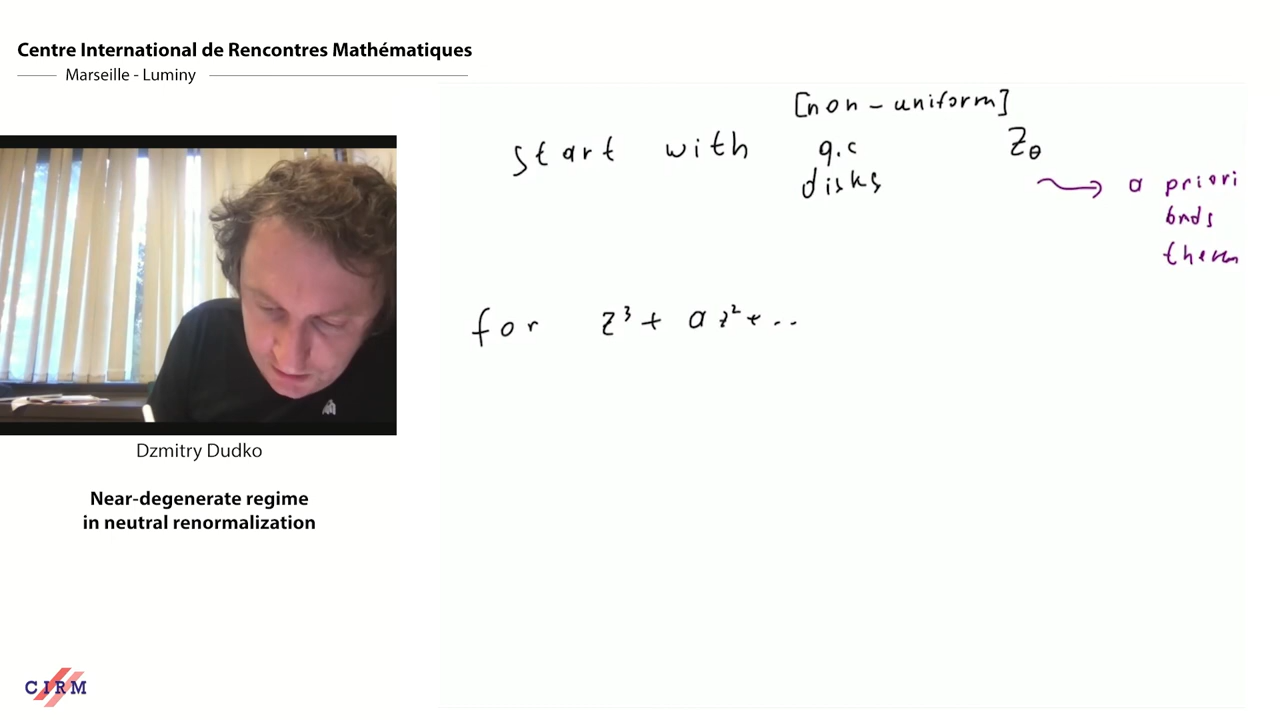 Centre International de Rencontres Mathématiques
Marseille - Luminy
[non - uniform]
start with q.c Zθ
disks
a priori
bnds
for z³ + az² + ..
Dzmitry Dudko
Near-degenerate regime
in neutral renormalization
CIRM